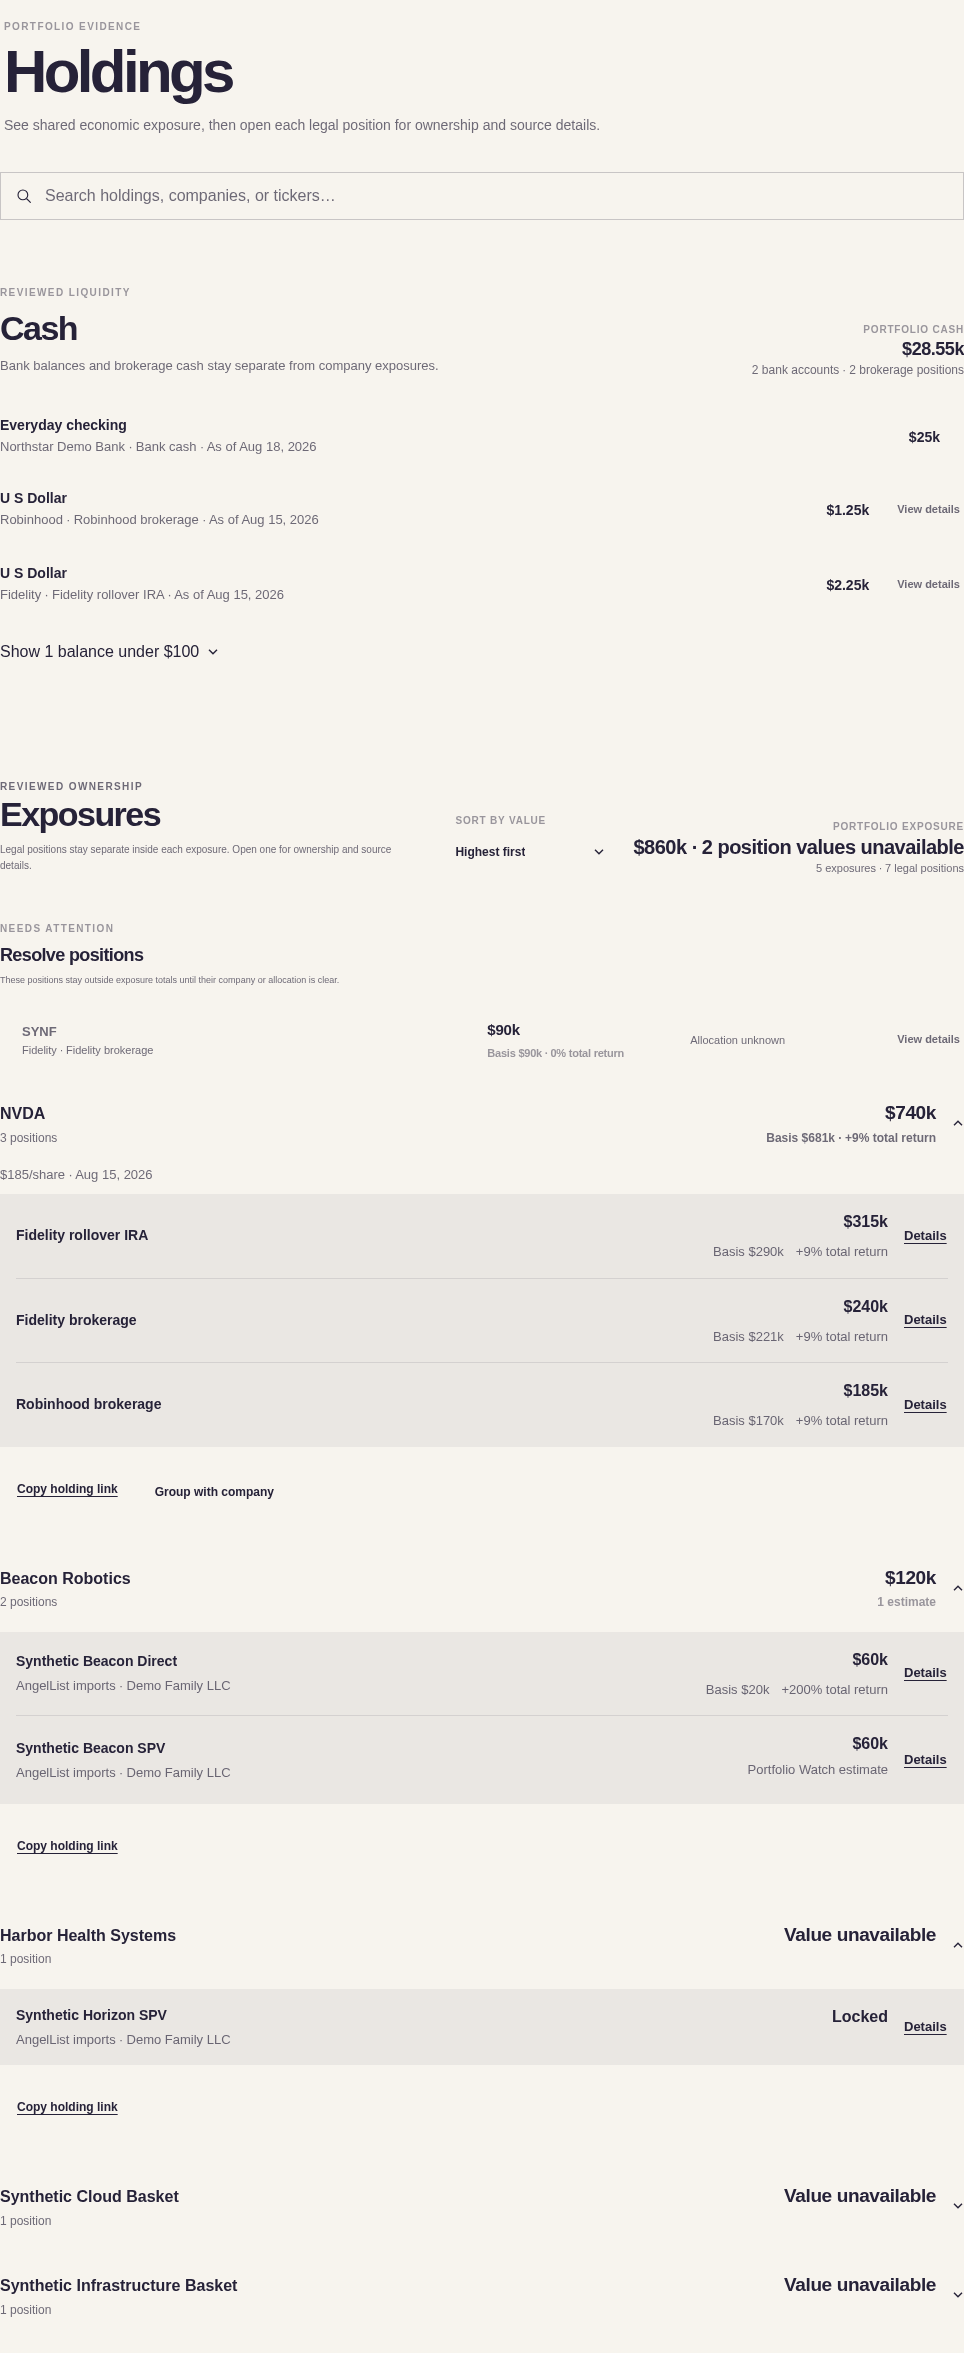 PORTFOLIO EVIDENCE
Holdings
See shared economic exposure, then open each legal position for ownership and source details.
Search holdings, companies, or tickers…
REVIEWED LIQUIDITY
Cash
Bank balances and brokerage cash stay separate from company exposures.
PORTFOLIO CASH
$28.55k
2 bank accounts · 2 brokerage positions
Everyday checking
Northstar Demo Bank · Bank cash · As of Aug 18, 2026
$25k
U S Dollar
Robinhood · Robinhood brokerage · As of Aug 15, 2026
$1.25k View details
U S Dollar
Fidelity · Fidelity rollover IRA · As of Aug 15, 2026
$2.25k View details
Show 1 balance under $100
REVIEWED OWNERSHIP
Exposures
Legal positions stay separate inside each exposure. Open one for ownership and source
details.
SORT BY VALUE
Highest first
PORTFOLIO EXPOSURE
$860k · 2 position values unavailable
5 exposures · 7 legal positions
NEEDS ATTENTION
Resolve positions
These positions stay outside exposure totals until their company or allocation is clear.
SYNF
Fidelity · Fidelity brokerage
$90k
Basis $90k · 0% total return
Allocation unknown
View details
NVDA
3 positions
$740k
Basis $681k · +9% total return
$185/share · Aug 15, 2026
Fidelity rollover IRA
$315k
Basis $290k +9% total return
Details
Fidelity brokerage
$240k
Basis $221k +9% total return
Details
Robinhood brokerage
$185k
Basis $170k +9% total return
Details
Copy holding link Group with company
Beacon Robotics
2 positions
$120k
1 estimate
Synthetic Beacon Direct
AngelList imports · Demo Family LLC
$60k
Basis $20k +200% total return
Details
Synthetic Beacon SPV
AngelList imports · Demo Family LLC
$60k
Portfolio Watch estimate
Details
Copy holding link
Harbor Health Systems
1 position
Value unavailable
Synthetic Horizon SPV
AngelList imports · Demo Family LLC
Locked
Details
Copy holding link
Synthetic Cloud Basket
1 position
Value unavailable
Synthetic Infrastructure Basket
1 position
Value unavailable